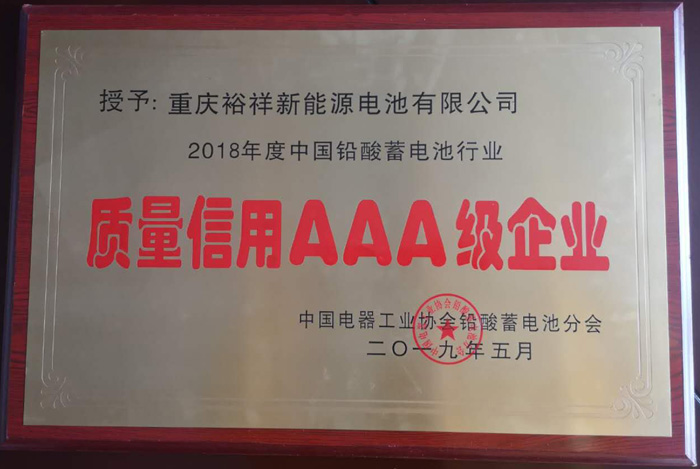 授予：重庆裕祥新能源电池有限公司
2018年度中国铅酸蓄电池行业
质量信用AAA级企业
中国电器工业协会铅酸蓄电池分会
二〇一九年五月